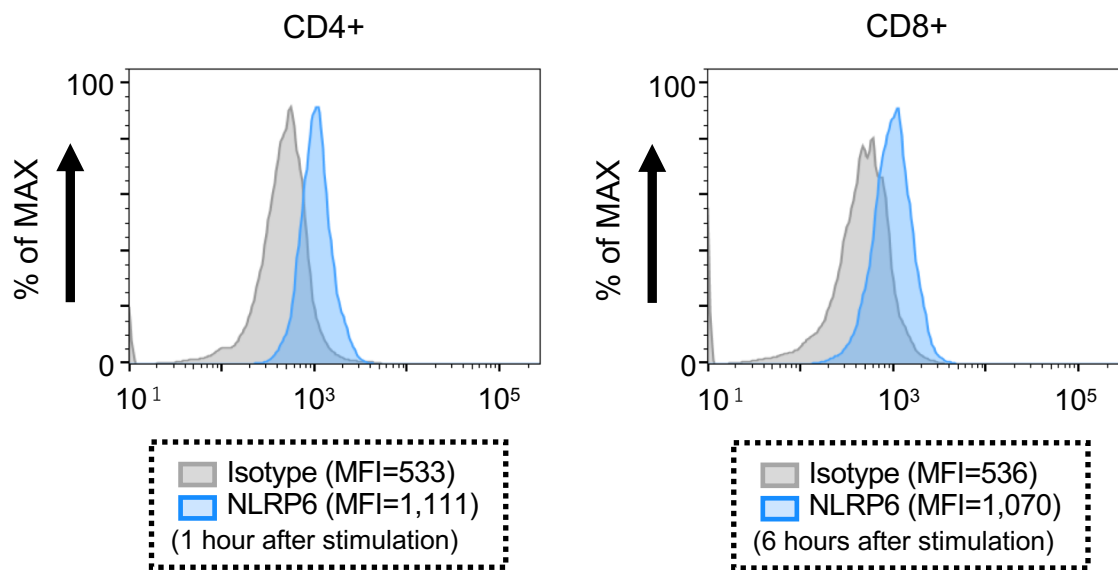 CD4+
% of MAX
100
0
10¹
10³
10⁵
Isotype (MFI=533)
NLRP6 (MFI=1,111)
(1 hour after stimulation)
CD8+
% of MAX
100
0
10¹
10³
10⁵
Isotype (MFI=536)
NLRP6 (MFI=1,070)
(6 hours after stimulation)